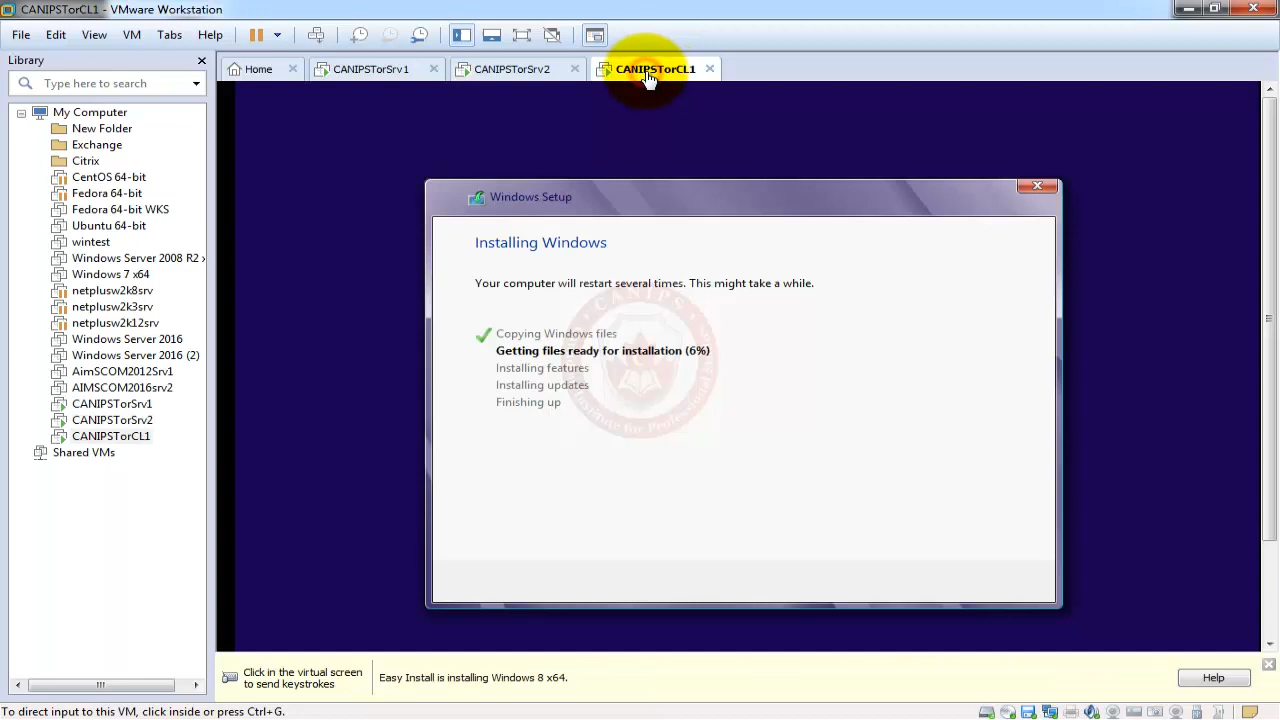 CANIPSTorCL1 - VMware Workstation
File Edit View VM Tabs Help
Library
Type here to search
Home CANIPSTorSrv1 CANIPSTorSrv2 CANIPSTorCL1
My Computer
New Folder
Exchange
Citrix
CentOS 64-bit
Fedora 64-bit
Fedora 64-bit WKS
Ubuntu 64-bit
wintest
Windows Server 2008 R2 x
Windows 7 x64
netplusw2k8srv
netplusw2k3srv
netplusw2k12srv
Windows Server 2016
Windows Server 2016 (2)
AimSCOM2012Srv1
AIMSCOM2016srv2
CANIPSTorSrv1
CANIPSTorSrv2
CANIPSTorCL1
Shared VMs
Windows Setup
Installing Windows
Your computer will restart several times. This might take a while.
Copying Windows files
Getting files ready for installation (6%)
Installing features
Installing updates
Finishing up
CANIPS
Click in the virtual screen
to send keystrokes
Easy Install is installing Windows 8 x64.
Help
To direct input to this VM, click inside or press Ctrl+G.